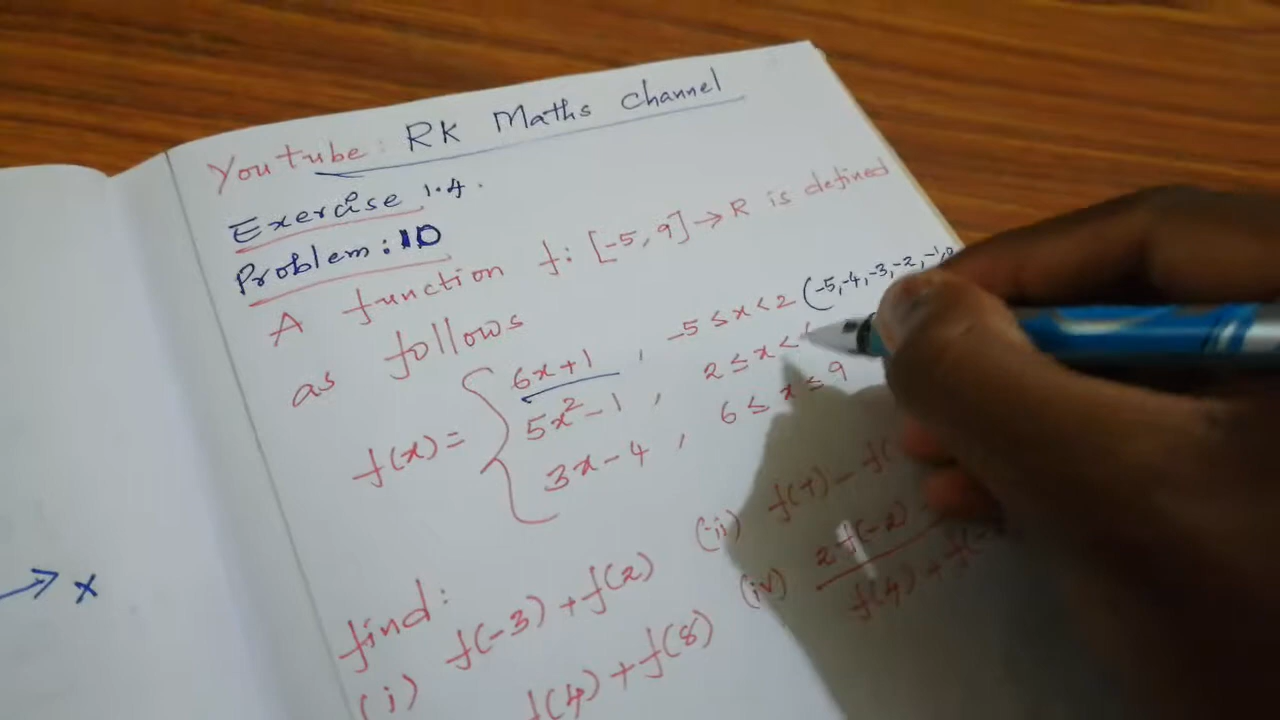 YouTube: RK Maths Channel
Exercise 1.4.
Problem: 10
A function f: [-5, 9] → R is defined
as follows
f(x) = { 6x+1 , -5 ≤ x < 2 (-5,-4,-3,-2,-1,
5x²-1 , 2 ≤ x <
3x-4 , 6 ≤ x ≤ 9
find:
(i) f(-3) + f(2) (ii) f(7) - f(
f(4) + f(8) (iv) 2f(-2) -
f(4) + f(-
→ x